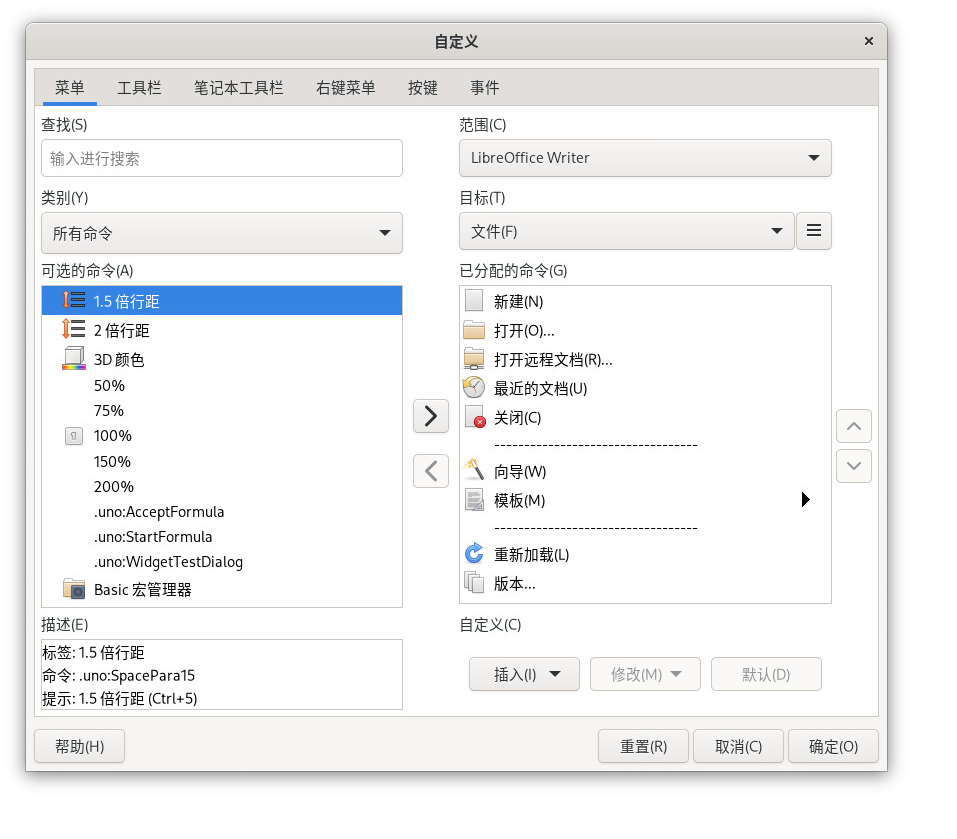 自定义
菜单 工具栏 笔记本工具栏 右键菜单 按键 事件
查找(S)
输入进行搜索
类别(Y)
所有命令
可选的命令(A)
1.5 倍行距
2 倍行距
3D 颜色
50%
75%
100%
150%
200%
.uno:AcceptFormula
.uno:StartFormula
.uno:WidgetTestDialog
Basic 宏管理器
描述(E)
标签: 1.5 倍行距
命令: .uno:SpacePara15
提示: 1.5 倍行距 (Ctrl+5)
范围(C)
LibreOffice Writer
目标(T)
文件(F)
已分配的命令(G)
新建(N)
打开(O)...
打开远程文档(R)...
最近的文档(U)
关闭(C)
----------------------------------
向导(W)
模板(M)
----------------------------------
重新加载(L)
版本...
自定义(C)
插入(I) 修改(M) 默认(D)
帮助(H) 重置(R) 取消(C) 确定(O)